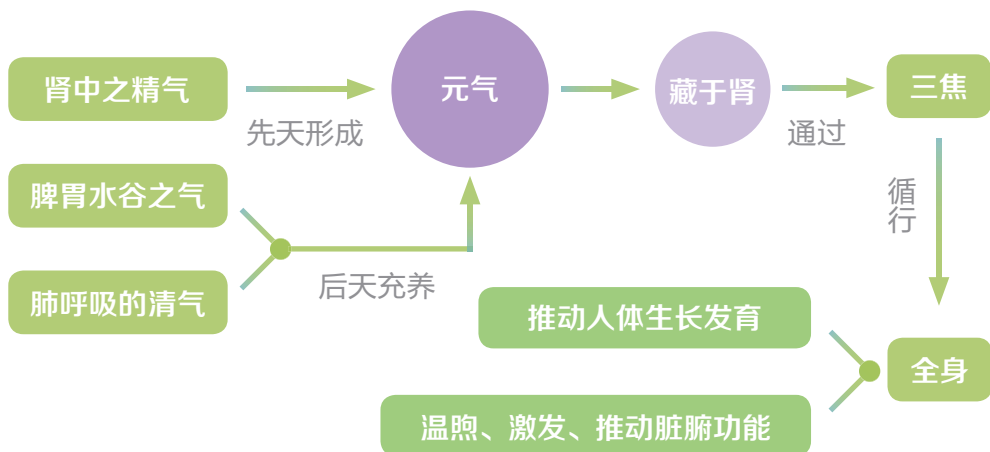 肾中之精气
先天形成
元气
藏于肾
通过
三焦
脾胃水谷之气
肺呼吸的清气
后天充养
循行
推动人体生长发育
温煦、激发、推动脏腑功能
全身